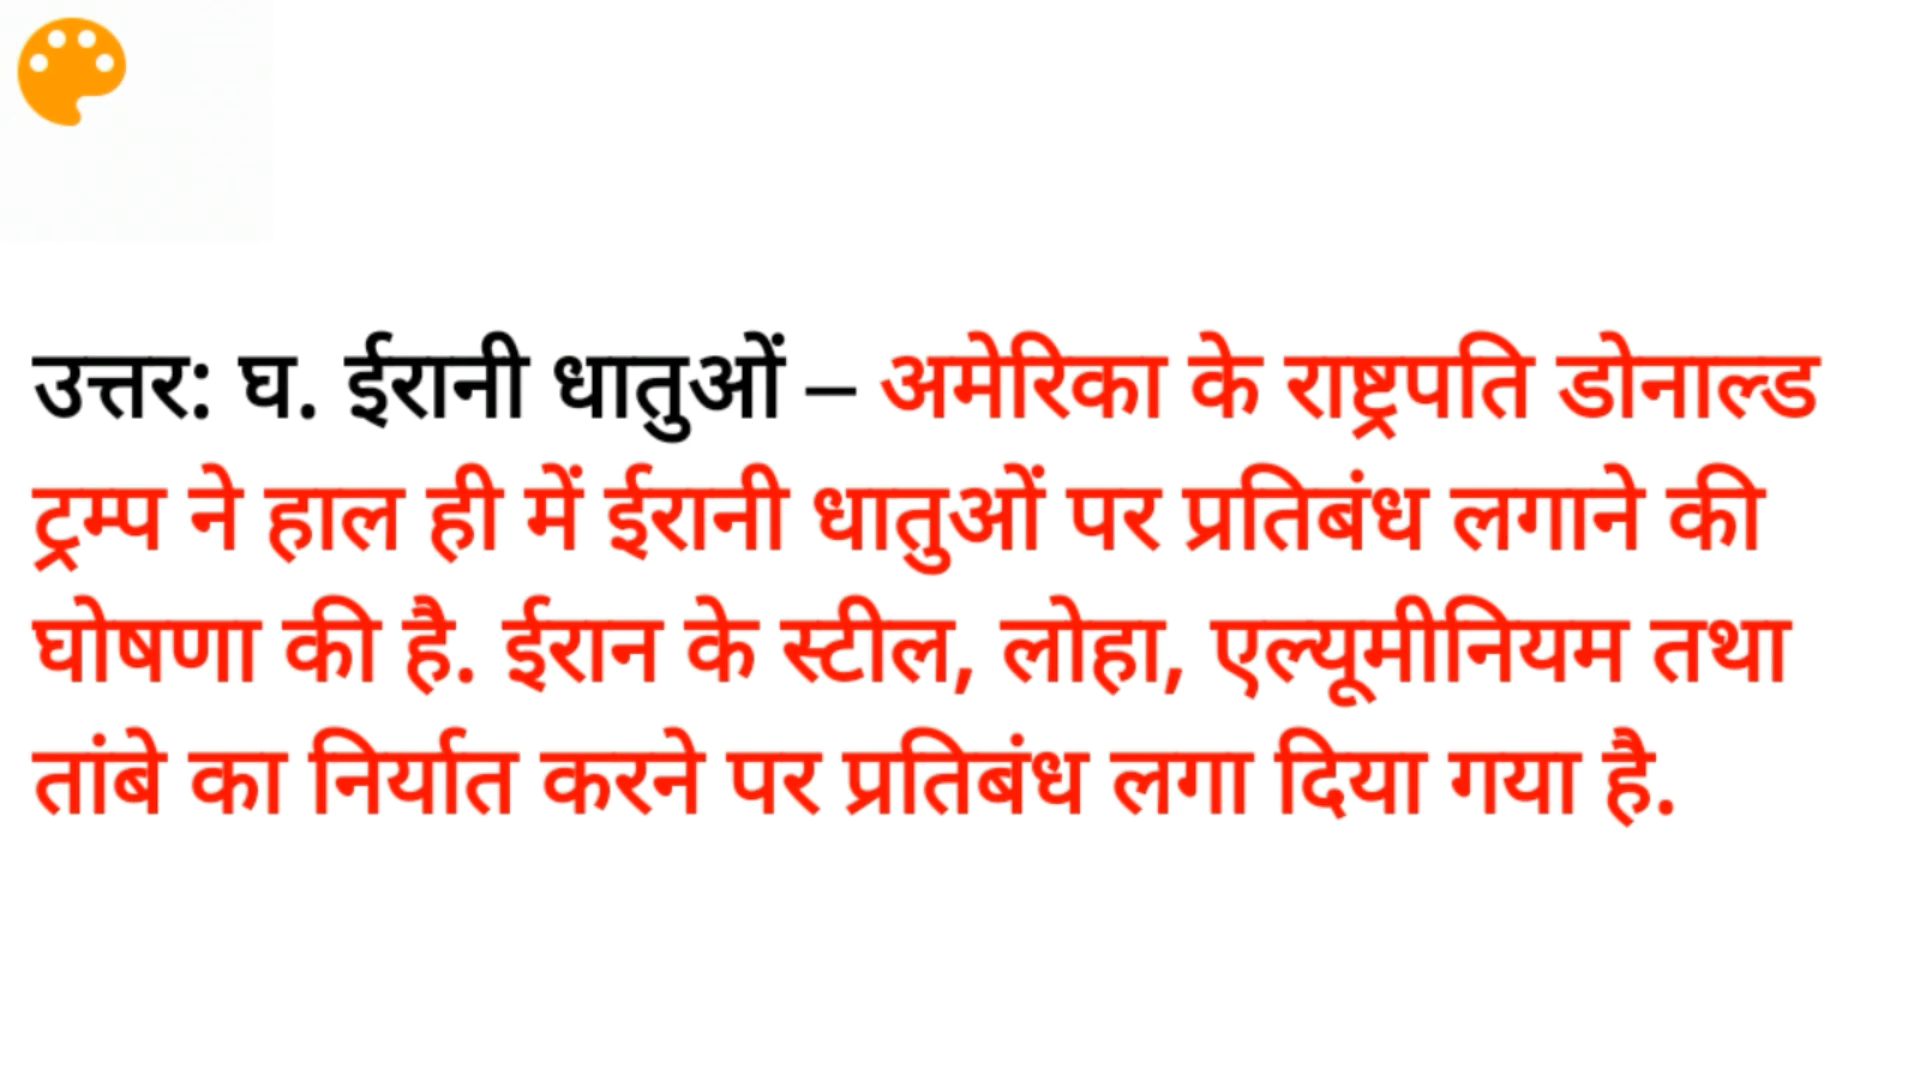 उत्तर: घ. ईरानी धातुओं – अमेरिका के राष्ट्रपति डोनाल्ड
ट्रम्प ने हाल ही में ईरानी धातुओं पर प्रतिबंध लगाने की
घोषणा की है. ईरान के स्टील, लोहा, एल्यूमीनियम तथा
तांबे का निर्यात करने पर प्रतिबंध लगा दिया गया है.